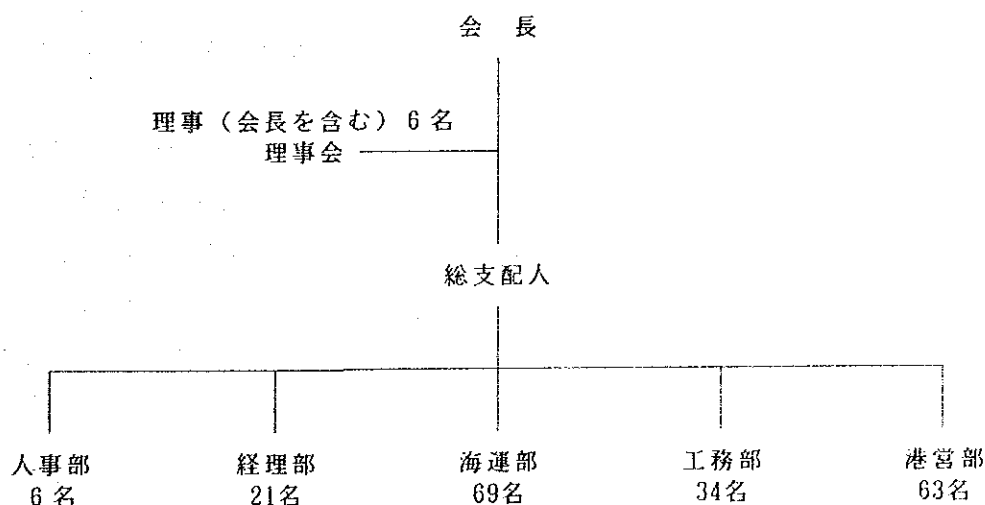 会 長
理事（会長を含む）6名
理事会
総支配人
人事部 経理部 海運部 工務部 港営部
6名 21名 69名 34名 63名